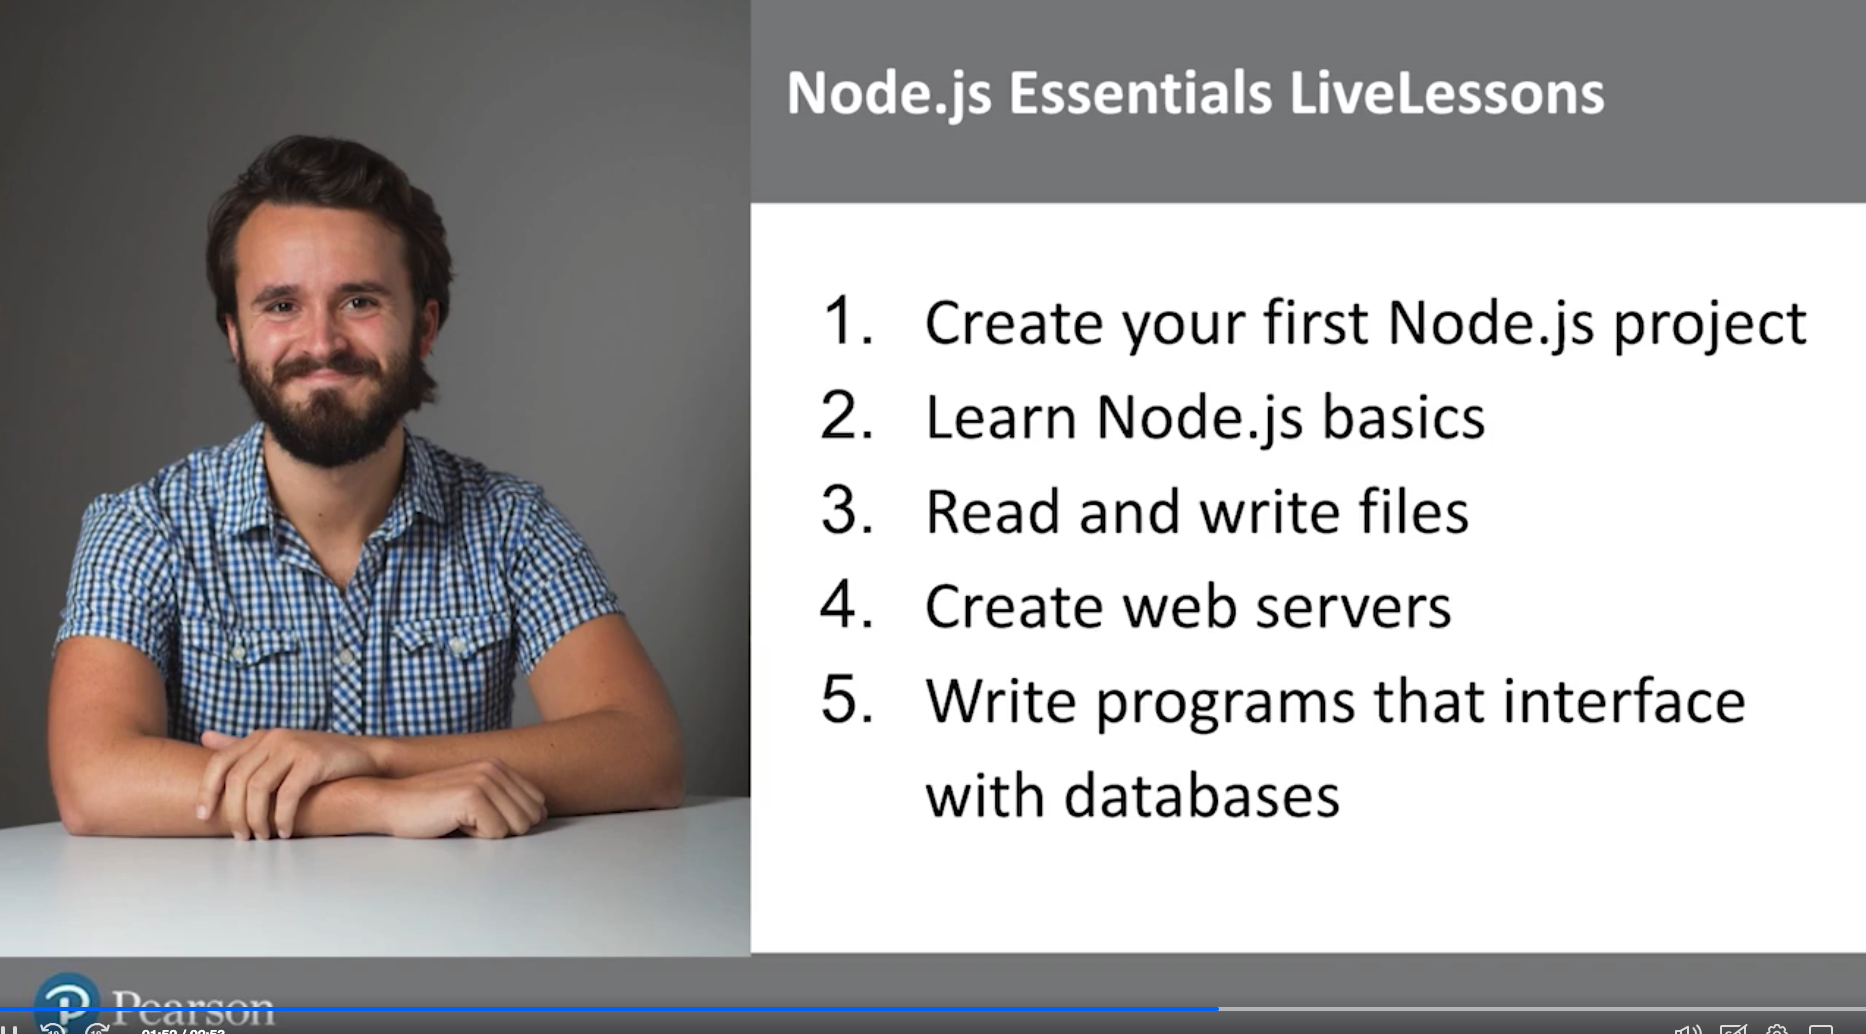 Node.js Essentials LiveLessons
1. Create your first Node.js project
2. Learn Node.js basics
3. Read and write files
4. Create web servers
5. Write programs that interface
with databases
Pearson